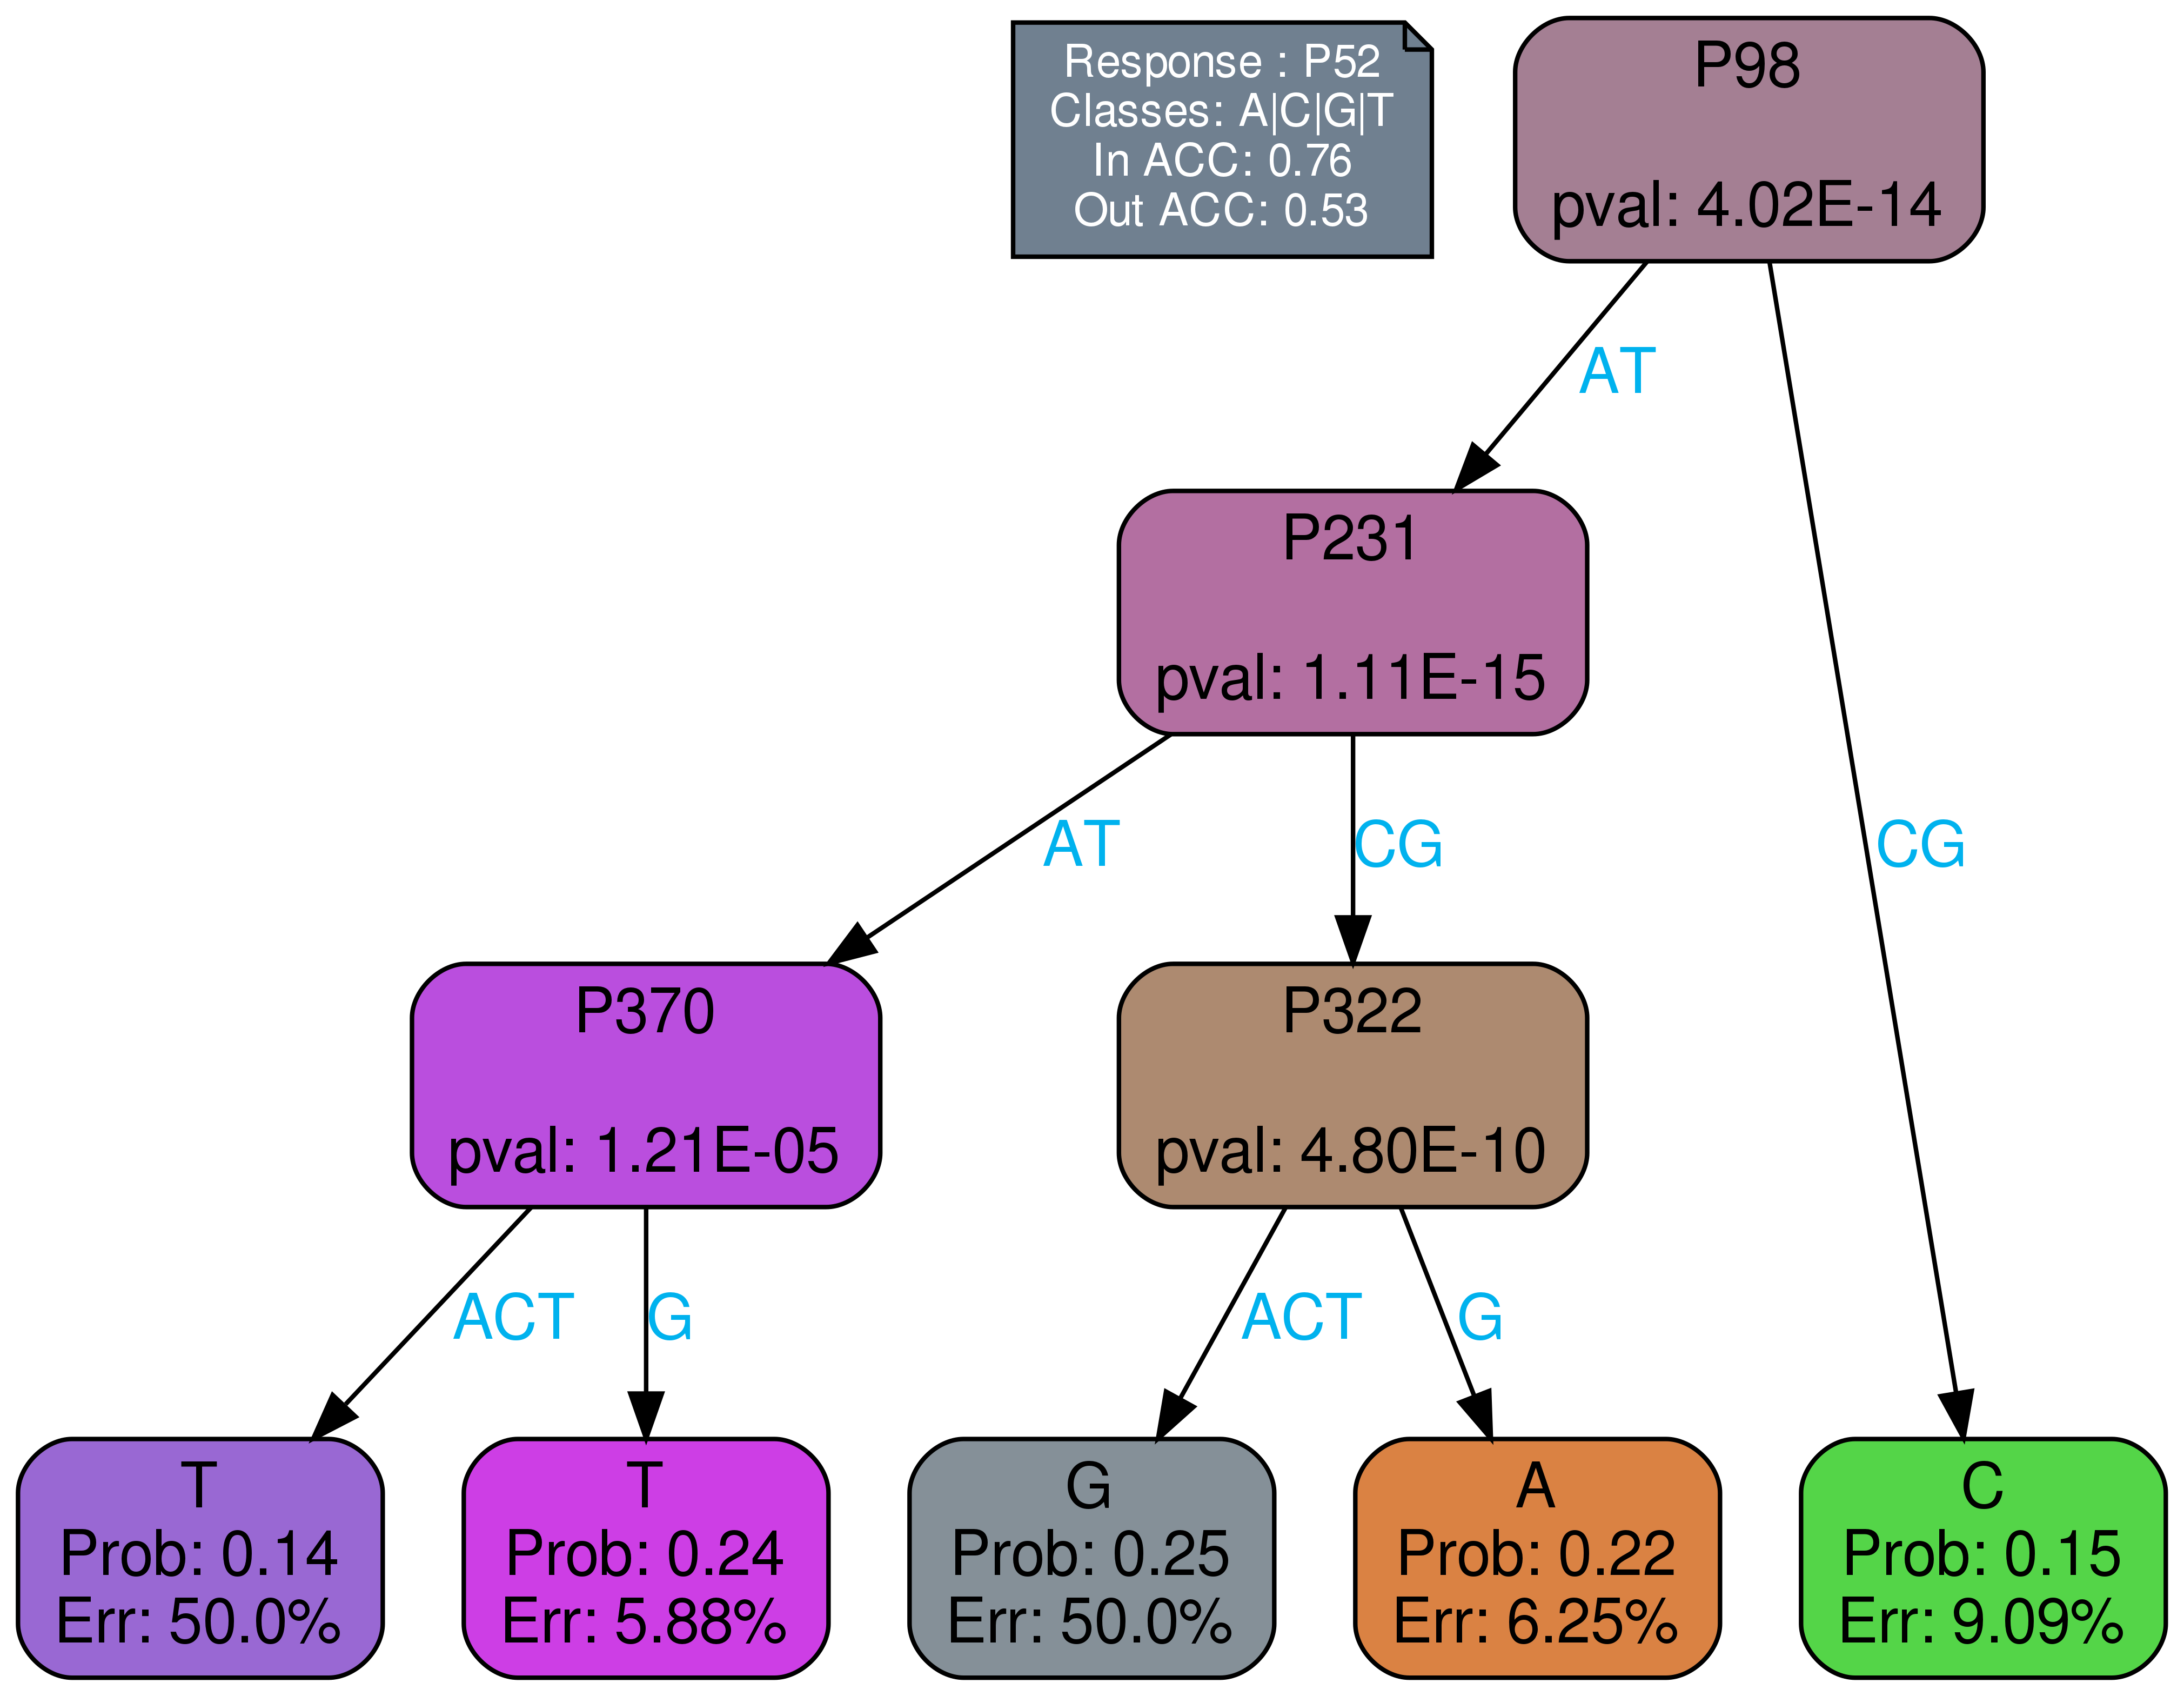 Response : P52
Classes: A|C|G|T
In ACC: 0.76
Out ACC: 0.53
P98
pval: 4.02E-14
AT
P231
pval: 1.11E-15
AT
CG
CG
P370
pval: 1.21E-05
P322
pval: 4.80E-10
ACT
G
ACT
G
T
Prob: 0.14
Err: 50.0%
T
Prob: 0.24
Err: 5.88%
G
Prob: 0.25
Err: 50.0%
A
Prob: 0.22
Err: 6.25%
C
Prob: 0.15
Err: 9.09%